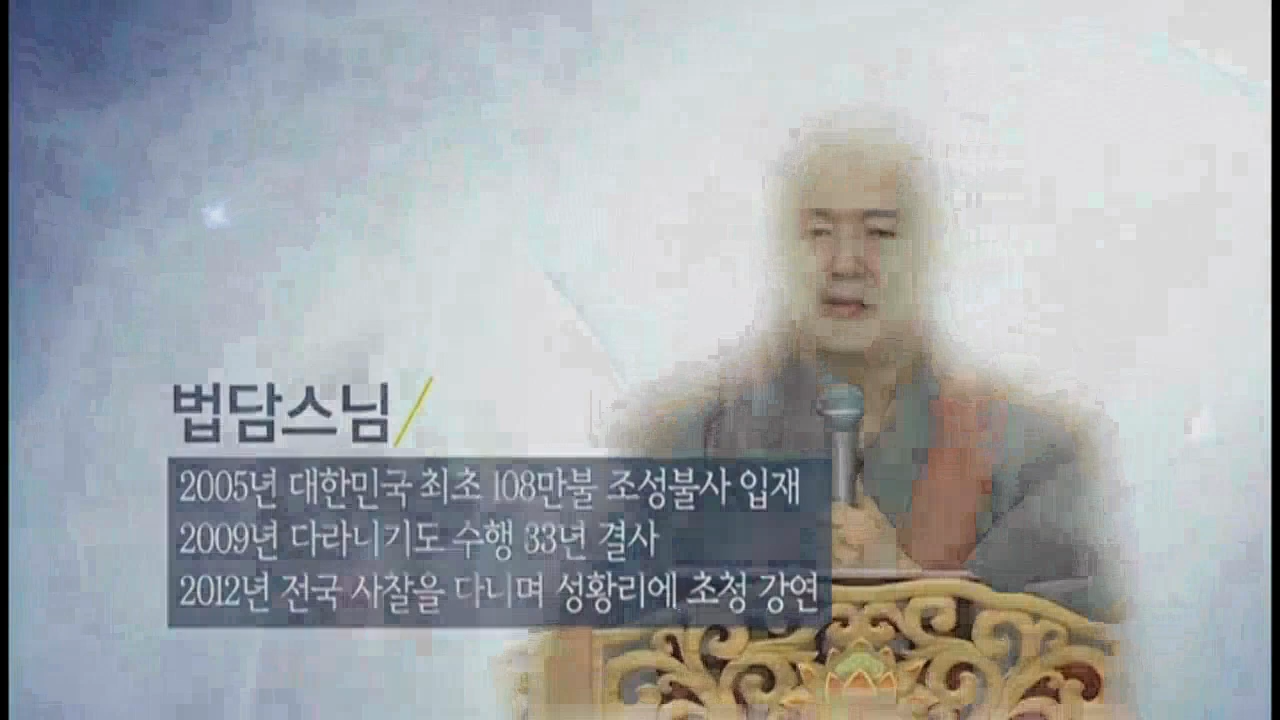 법담스님
2005년 대한민국 최초 108만불 조성불사 입재
2009년 다라니기도 수행 33년 결사
2012년 전국 사찰을 다니며 성황리에 초청 강연